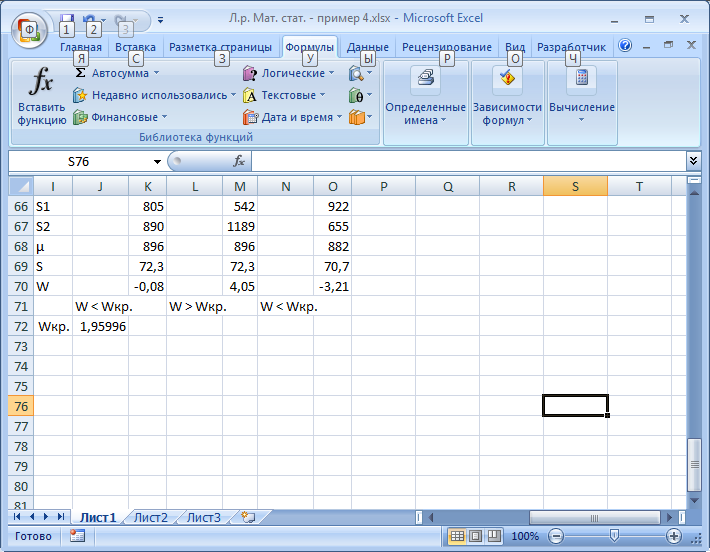 Л.р. Мат. стат. - пример 4.xlsx - Microsoft Excel
Ф 1 2 3
Главная Вставка Разметка страницы Формулы Данные Рецензирование Вид Разработчик
Я С З У Ы Р О Ч
fx Вставить функцию
Σ Автосумма
Недавно использовались
Финансовые
Логические
Текстовые
Дата и время
Библиотека функций
Определенные имена
Зависимости формул
Вычисление
S76 fx
I J K L M N O P Q R S T
66 S1 805 542 922
67 S2 890 1189 655
68 μ 896 896 882
69 S 72,3 72,3 70,7
70 W -0,08 4,05 -3,21
71 W < Wкр. W > Wкр. W < Wкр.
72 Wкр. 1,95996
73
74
75
76
77
78
79
80
81
Лист1 Лист2 Лист3
Готово 100%